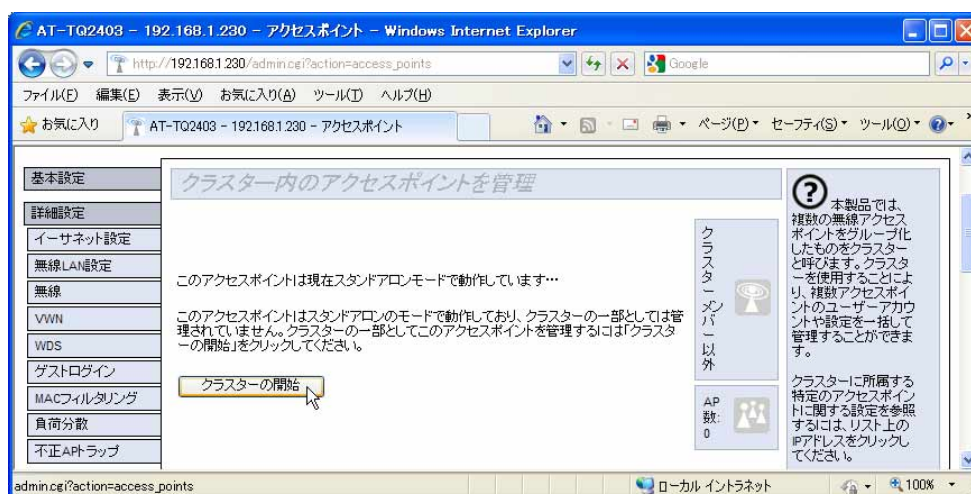 AT-TQ2403 - 192.168.1.230 - アクセスポイント - Windows Internet Explorer
http://192.168.1.230/admin.cgi?action=access_points
Google
ファイル(F) 編集(E) 表示(V) お気に入り(A) ツール(T) ヘルプ(H)
お気に入り
AT-TQ2403 - 192.168.1.230 - アクセスポイント
ページ(P) セーフティ(S) ツール(O)
基本設定
詳細設定
イーサネット設定
無線LAN設定
無線
VWN
WDS
ゲストログイン
MACフィルタリング
負荷分散
不正APトラップ
クラスター内のアクセスポイントを管理
このアクセスポイントは現在スタンドアロンモードで動作しています…
このアクセスポイントはスタンドアロンのモードで動作しており、クラスターの一部としては管
理されていません。クラスターの一部としてこのアクセスポイントを管理するには「クラスタ
ーの開始」をクリックしてください。
クラスターの開始
クラスターメンバー以外
AP
数:
0
本製品では、
複数の無線アクセス
ポイントをグループ化
したものをクラスター
と呼びます。クラスタ
ーを使用することによ
り、複数アクセスポイ
ントのユーザーアカウ
ントや設定を一括して
管理することができま
す。
クラスターに所属する
特定のアクセスポイン
トに関する設定を参照
するには、リスト上の
IPアドレスをクリックし
てください。
admin.cgi?action=access_points
ローカル イントラネット
100%